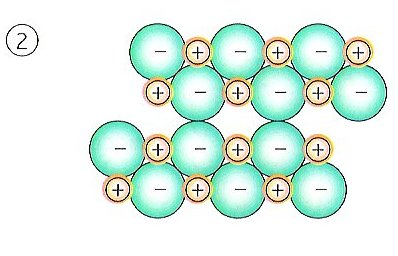 ②
− + − + − +
+ − + − + −
− + − + − +
+ − + − + −